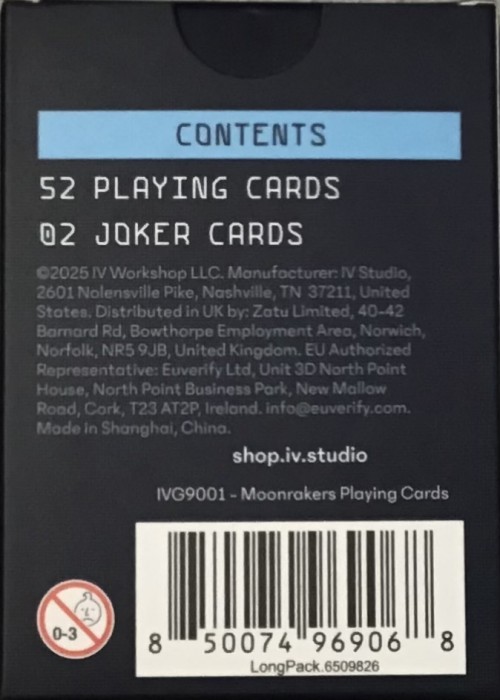 CONTENTS
52 PLAYING CARDS
02 JOKER CARDS
©2025 IV Workshop LLC. Manufacturer: IV Studio,
2601 Nolensville Pike, Nashville, TN 37211, United
States. Distributed in UK by: Zatu Limited, 40-42
Barnard Rd, Bowthorpe Employment Area, Norwich,
Norfolk, NR5 9JB, United Kingdom. EU Authorized
Representative: Euverify Ltd, Unit 3D North Point
House, North Point Business Park, New Mallow
Road, Cork, T23 AT2P, Ireland. info@euverify.com.
Made in Shanghai, China.
shop.iv.studio
IVG9001 - Moonrakers Playing Cards
0-3
8 50074 96906 8
LongPack.6509826